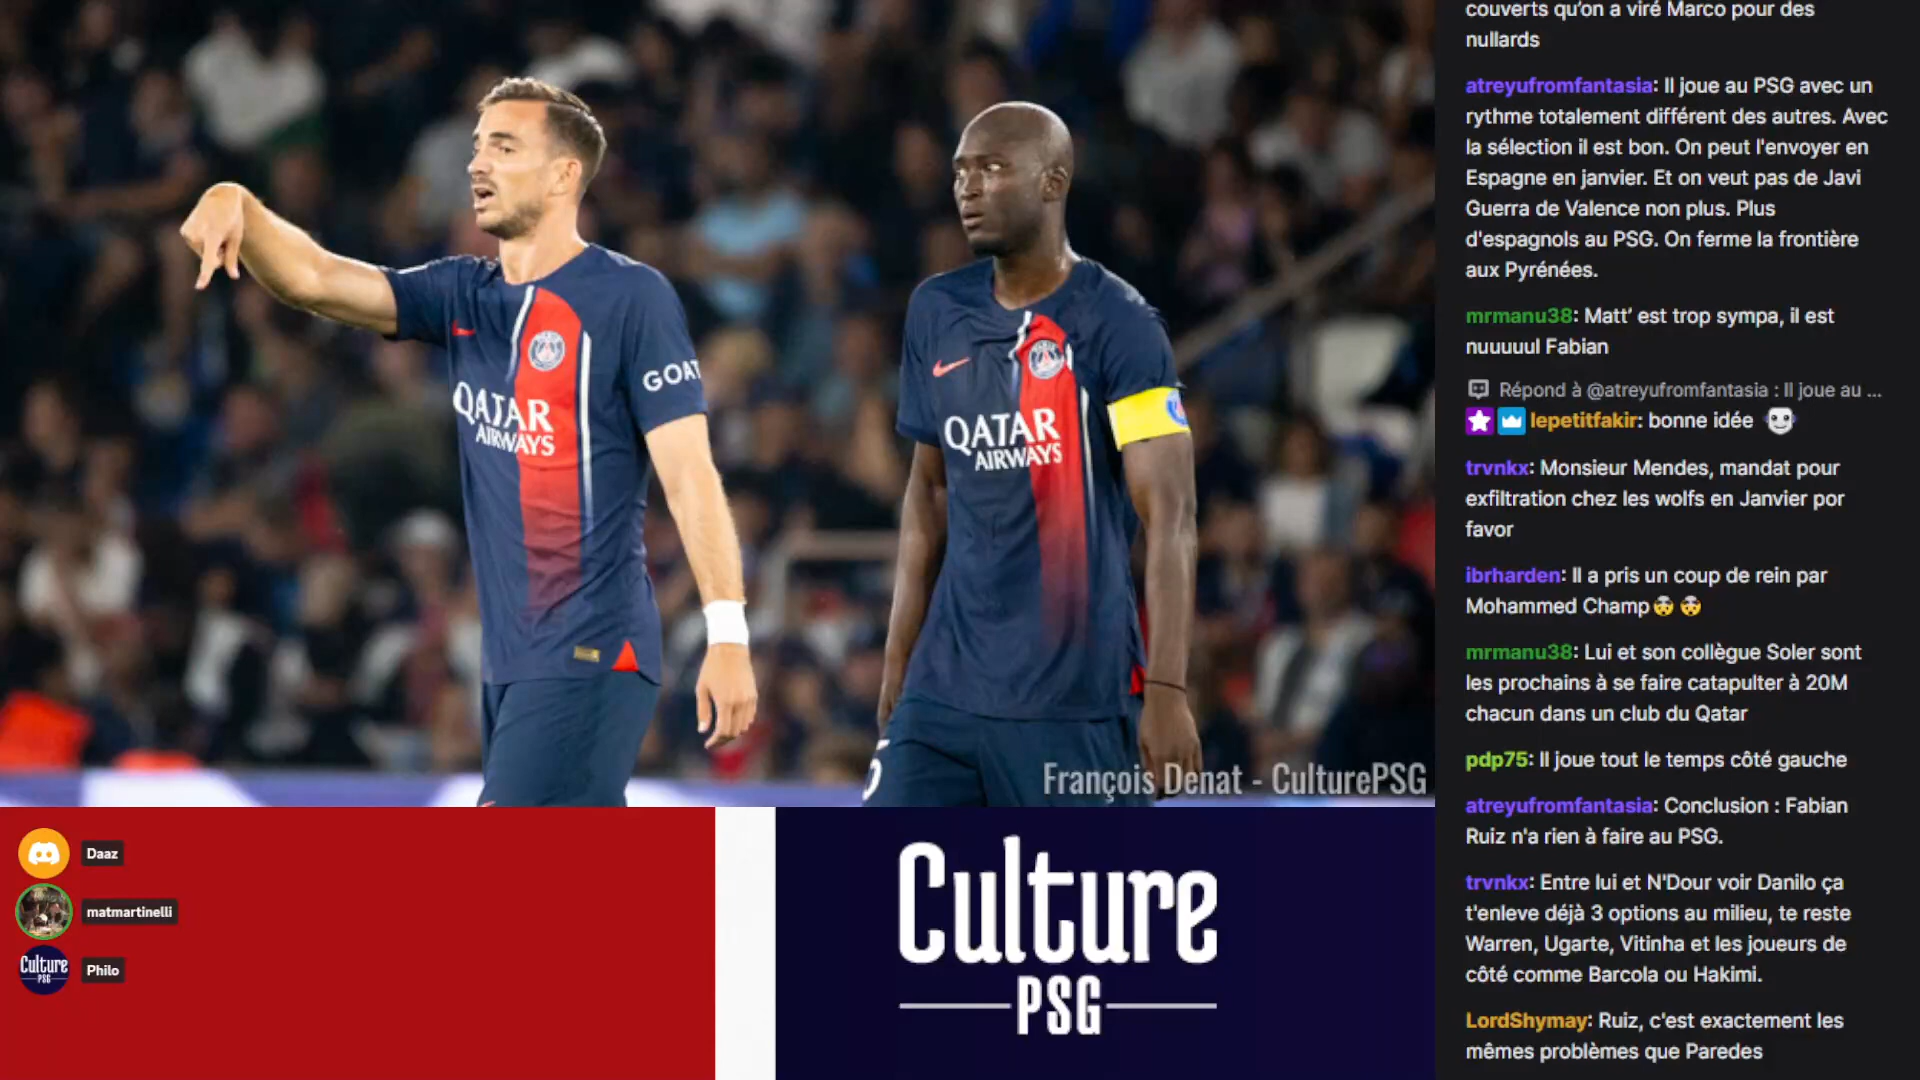 GOAT
QATAR
AIRWAYS
QATAR
AIRWAYS
François Denat - CulturePSG
Daaz
matmartinelli
Culture
PSG
Philo
Culture
PSG
couverts qu'on a viré Marco pour des
nullards
atreyufromfantasia: Il joue au PSG avec un
rythme totalement différent des autres. Avec
la sélection il est bon. On peut l'envoyer en
Espagne en janvier. Et on veut pas de Javi
Guerra de Valence non plus. Plus
d'espagnols au PSG. On ferme la frontière
aux Pyrénées.
mrmanu38: Matt' est trop sympa, il est
nuuuuul Fabian
Répond à @atreyufromfantasia : Il joue au ...
lepetitfakir: bonne idée
trvnkx: Monsieur Mendes, mandat pour
exfiltration chez les wolfs en Janvier por
favor
ibrharden: Il a pris un coup de rein par
Mohammed Champ🤯 🤯
mrmanu38: Lui et son collègue Soler sont
les prochains à se faire catapulter à 20M
chacun dans un club du Qatar
pdp75: Il joue tout le temps côté gauche
atreyufromfantasia: Conclusion : Fabian
Ruiz n'a rien à faire au PSG.
trvnkx: Entre lui et N'Dour voir Danilo ça
t'enleve déjà 3 options au milieu, te reste
Warren, Ugarte, Vitinha et les joueurs de
côté comme Barcola ou Hakimi.
LordShymay: Ruiz, c'est exactement les
mêmes problèmes que Paredes